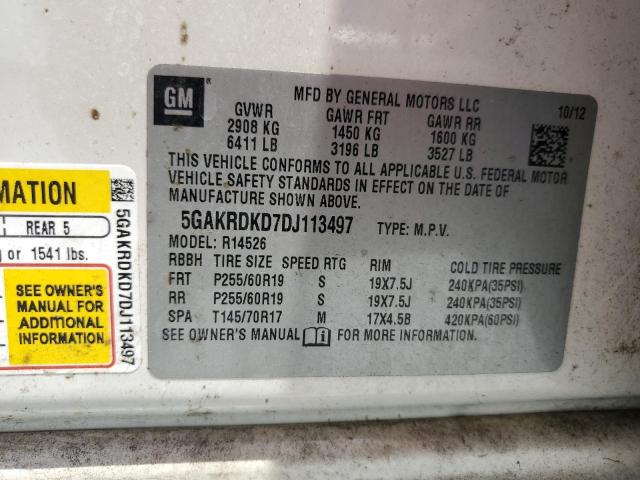 GM
MFD BY GENERAL MOTORS LLC
10/12
GVWR GAWR FRT GAWR RR
2908 KG 1450 KG 1600 KG
6411 LB 3196 LB 3527 LB
THIS VEHICLE CONFORMS TO ALL APPLICABLE U.S. FEDERAL MOTOR
VEHICLE SAFETY STANDARDS IN EFFECT ON THE DATE OF
MANUFACTURE SHOWN ABOVE.
5GAKRDKD7DJ113497 TYPE: M.P.V.
MODEL: R14526
RBBH TIRE SIZE SPEED RTG RIM COLD TIRE PRESSURE
FRT P255/60R19 S 19X7.5J 240KPA(35PSI)
RR P255/60R19 S 19X7.5J 240KPA(35PSI)
SPA T145/70R17 M 17X4.5B 420KPA(60PSI)
SEE OWNER'S MANUAL i FOR MORE INFORMATION.
REAR 5
or 1541 lbs.
SEE OWNER'S
MANUAL FOR
ADDITIONAL
INFORMATION
5GAKRDKD7DJ113497